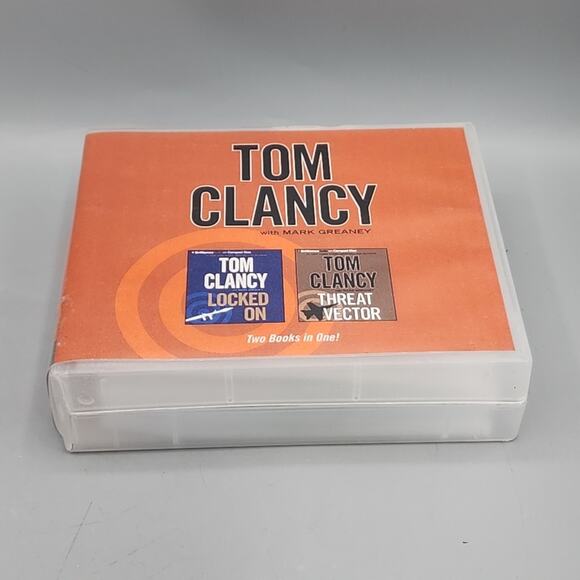 TOM
CLANCY
with MARK GREANEY
TOM
CLANCY
LOCKED
ON
TOM
CLANCY
THREAT
VECTOR
Two Books in One!